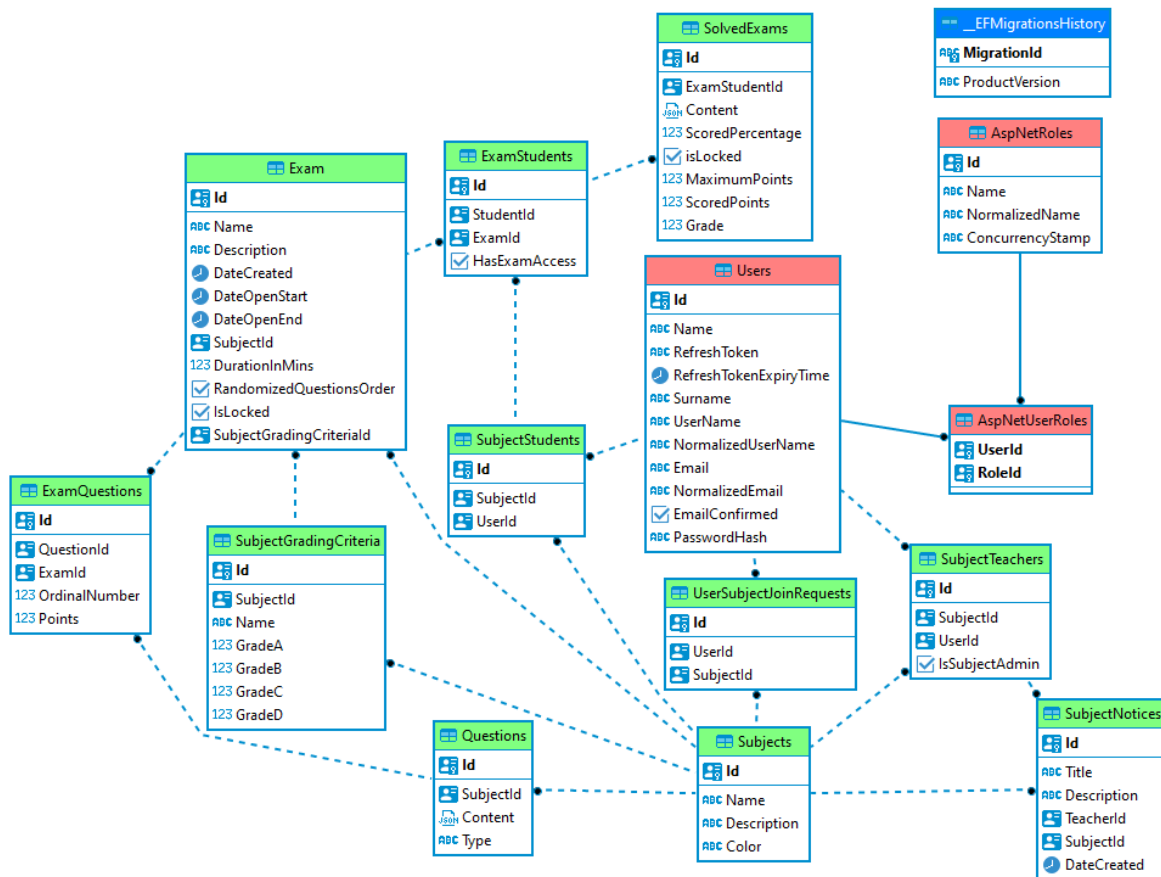 SolvedExams
Id
ExamStudentId
Content
ScoredPercentage
isLocked
MaximumPoints
ScoredPoints
Grade
__EFMigrationsHistory
MigrationId
ProductVersion
AspNetRoles
Id
Name
NormalizedName
ConcurrencyStamp
ExamStudents
Id
StudentId
ExamId
HasExamAccess
Exam
Id
Name
Description
DateCreated
DateOpenStart
DateOpenEnd
SubjectId
DurationInMins
RandomizedQuestionsOrder
IsLocked
SubjectGradingCriteriaId
Users
Id
Name
RefreshToken
RefreshTokenExpiryTime
Surname
UserName
NormalizedUserName
Email
NormalizedEmail
EmailConfirmed
PasswordHash
AspNetUserRoles
UserId
RoleId
SubjectStudents
Id
SubjectId
UserId
ExamQuestions
Id
QuestionId
ExamId
OrdinalNumber
Points
SubjectGradingCriteria
Id
SubjectId
Name
GradeA
GradeB
GradeC
GradeD
UserSubjectJoinRequests
Id
UserId
SubjectId
SubjectTeachers
Id
SubjectId
UserId
IsSubjectAdmin
Questions
Id
SubjectId
Content
Type
Subjects
Id
Name
Description
Color
SubjectNotices
Id
Title
Description
TeacherId
SubjectId
DateCreated